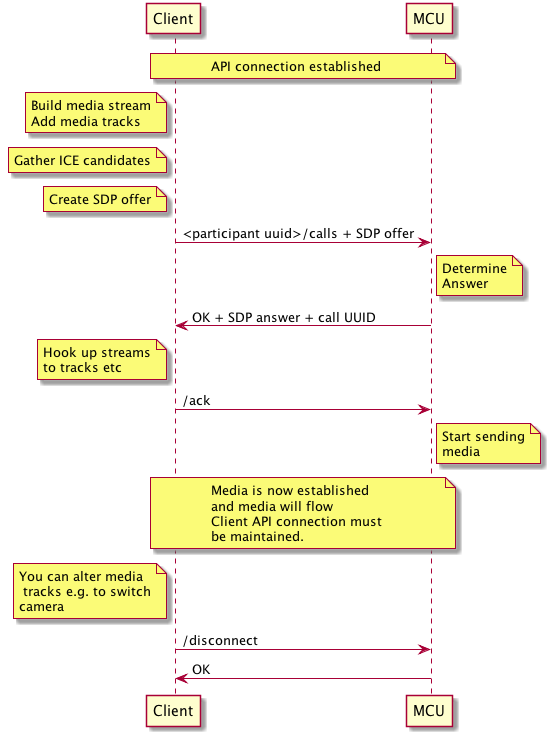 Client
MCU
API connection established
Build media stream
Add media tracks
Gather ICE candidates
Create SDP offer
<participant uuid>/calls + SDP offer
Determine
Answer
OK + SDP answer + call UUID
Hook up streams
to tracks etc
/ack
Start sending
media
Media is now established
and media will flow
Client API connection must
be maintained.
You can alter media
tracks e.g. to switch
camera
/disconnect
OK
Client
MCU